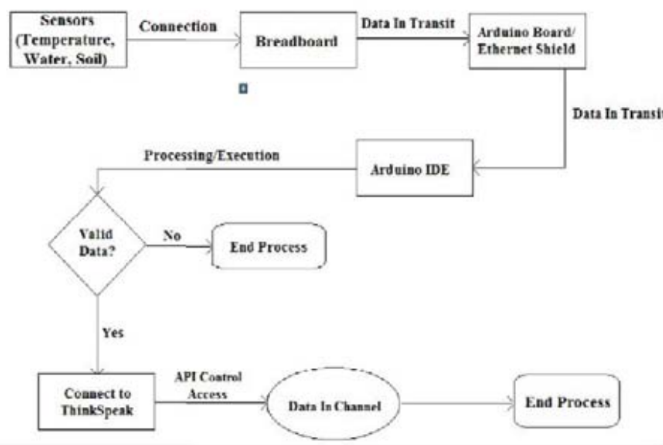 Sensors
(Temperature,
Water, Soil)
Connection
Breadboard
Data In Transit
Arduino Board/
Ethernet Shield
Data In Transit
Arduino IDE
Processing/Execution
Valid
Data?
No
End Process
Yes
Connect to
ThinkSpeak
API Control
Access
Data In Channel
End Process